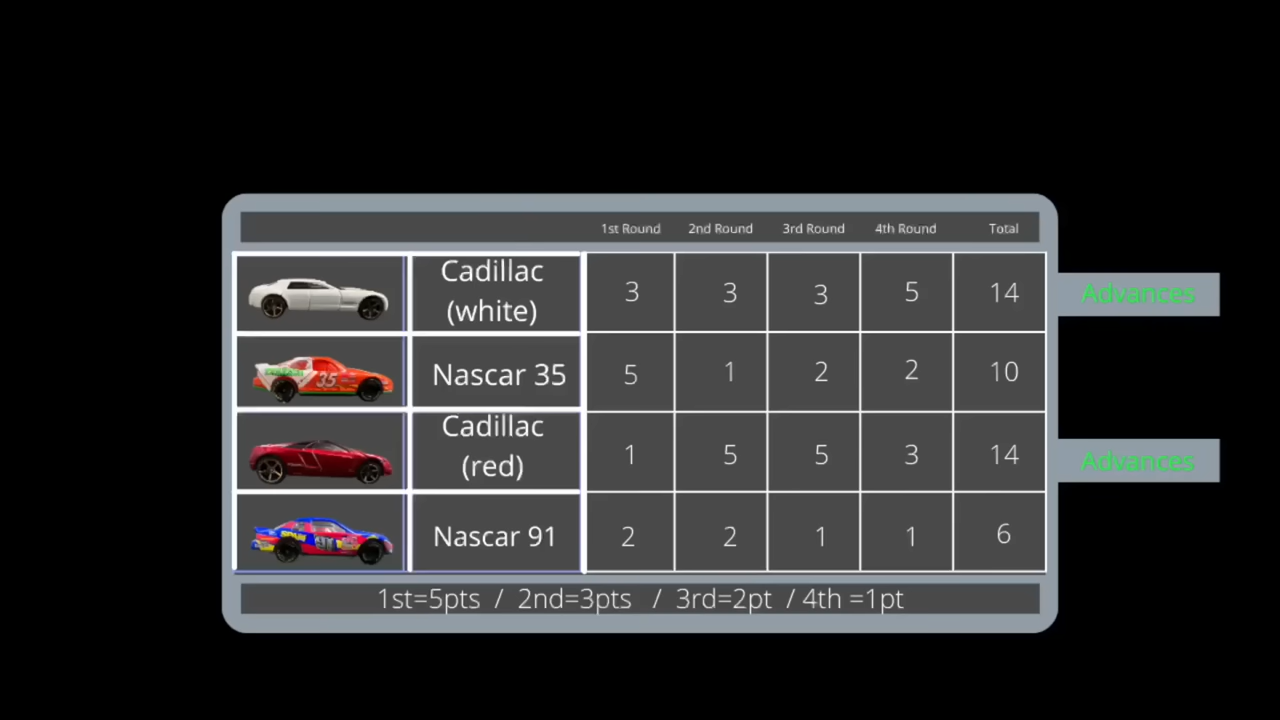 1st Round 2nd Round 3rd Round 4th Round Total
Cadillac
(white)
3 3 3 5 14
Advances
35
Nascar 35
5 1 2 2 10
Cadillac
(red)
1 5 5 3 14
Advances
91
Nascar 91
2 2 1 1 6
1st=5pts / 2nd=3pts / 3rd=2pt / 4th =1pt